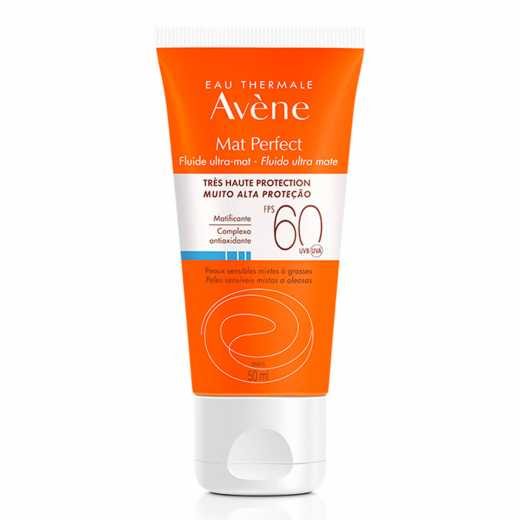 EAU THERMALE
Avène
Mat Perfect
Fluide ultra-mat - Fluido ultra mate
TRÈS HAUTE PROTECTION
MUITO ALTA PROTEÇÃO
Matificante
Complexo
antioxidante
FPS
60
UVB UVA
Peaux sensibles mixtes à grasses
Peles sensíveis mistas a oleosas
50 ml